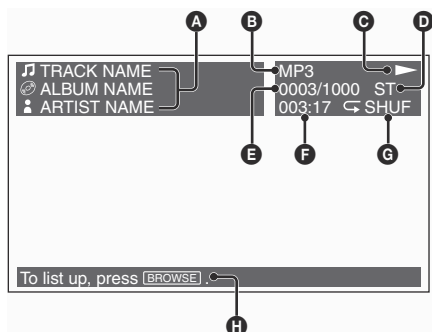 A B C D
TRACK NAME MP3
ALBUM NAME 0003/1000 ST
ARTIST NAME 003:17 SHUF
E F G
To list up, press BROWSE .
H